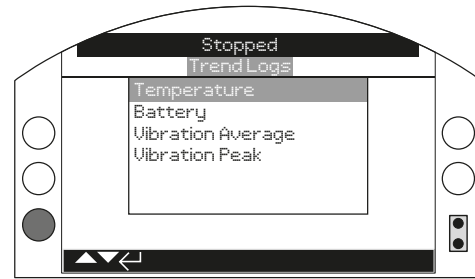 Stopped
Trend Logs
Temperature
Battery
Vibration Average
Vibration Peak